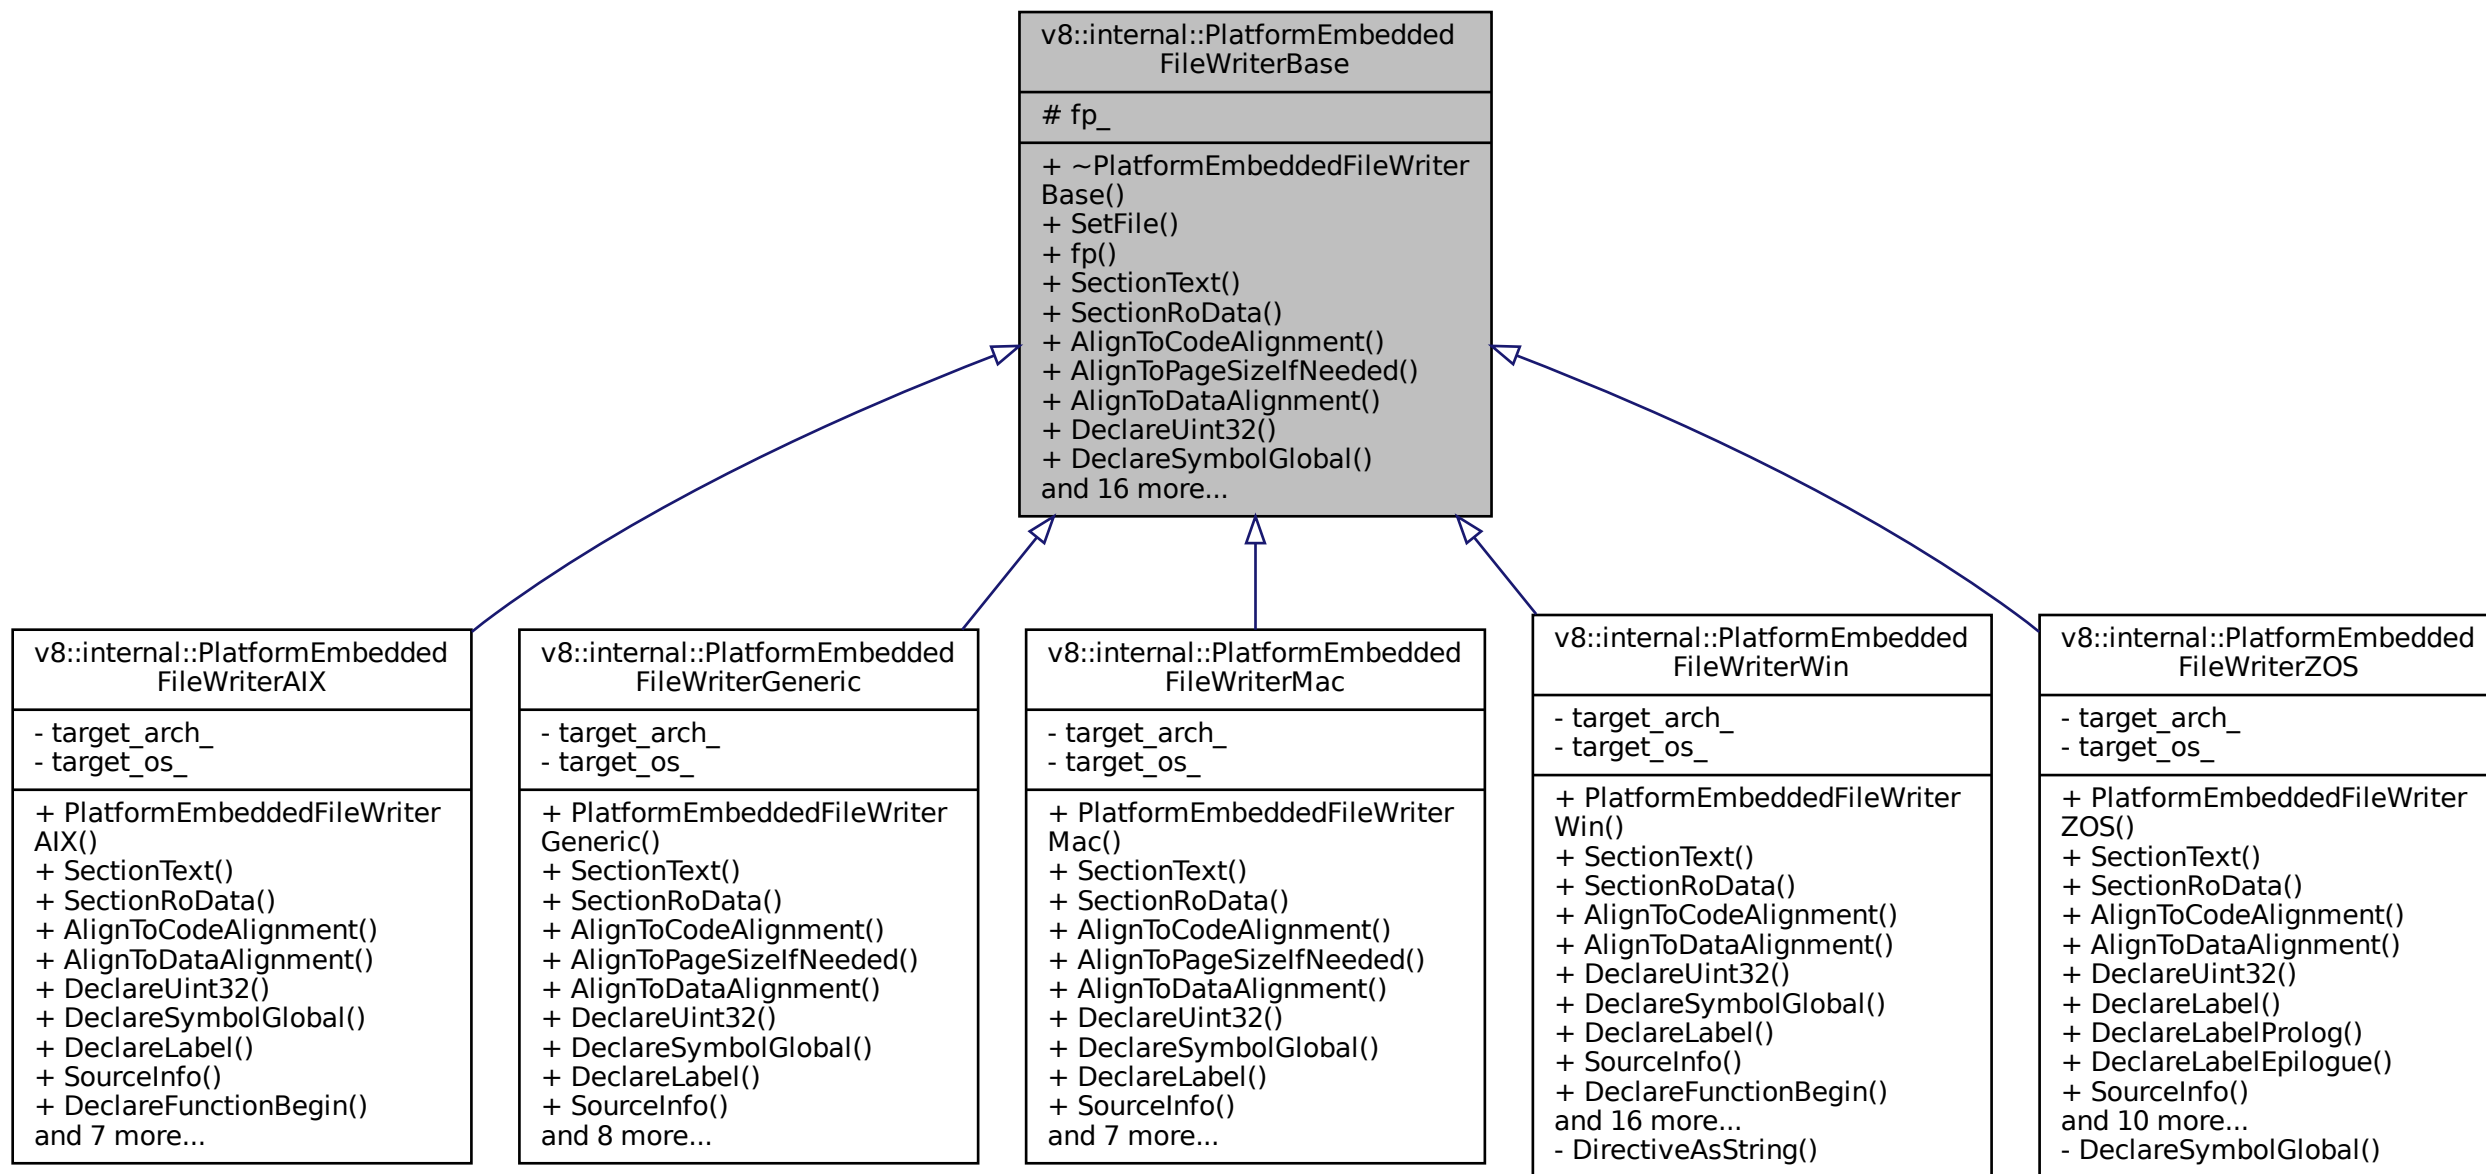 v8::internal::PlatformEmbedded
FileWriterBase
# fp_
+ ~PlatformEmbeddedFileWriter
Base()
+ SetFile()
+ fp()
+ SectionText()
+ SectionRoData()
+ AlignToCodeAlignment()
+ AlignToPageSizeIfNeeded()
+ AlignToDataAlignment()
+ DeclareUint32()
+ DeclareSymbolGlobal()
and 16 more...
v8::internal::PlatformEmbedded
FileWriterAIX
- target_arch_
- target_os_
+ PlatformEmbeddedFileWriter
AIX()
+ SectionText()
+ SectionRoData()
+ AlignToCodeAlignment()
+ AlignToDataAlignment()
+ DeclareUint32()
+ DeclareSymbolGlobal()
+ DeclareLabel()
+ SourceInfo()
+ DeclareFunctionBegin()
and 7 more...
v8::internal::PlatformEmbedded
FileWriterGeneric
- target_arch_
- target_os_
+ PlatformEmbeddedFileWriter
Generic()
+ SectionText()
+ SectionRoData()
+ AlignToCodeAlignment()
+ AlignToPageSizeIfNeeded()
+ AlignToDataAlignment()
+ DeclareUint32()
+ DeclareSymbolGlobal()
+ DeclareLabel()
+ SourceInfo()
and 8 more...
v8::internal::PlatformEmbedded
FileWriterMac
- target_arch_
- target_os_
+ PlatformEmbeddedFileWriter
Mac()
+ SectionText()
+ SectionRoData()
+ AlignToCodeAlignment()
+ AlignToPageSizeIfNeeded()
+ AlignToDataAlignment()
+ DeclareUint32()
+ DeclareSymbolGlobal()
+ DeclareLabel()
+ SourceInfo()
and 7 more...
v8::internal::PlatformEmbedded
FileWriterWin
- target_arch_
- target_os_
+ PlatformEmbeddedFileWriter
Win()
+ SectionText()
+ SectionRoData()
+ AlignToCodeAlignment()
+ AlignToDataAlignment()
+ DeclareUint32()
+ DeclareSymbolGlobal()
+ DeclareLabel()
+ SourceInfo()
+ DeclareFunctionBegin()
and 16 more...
- DirectiveAsString()
v8::internal::PlatformEmbedded
FileWriterZOS
- target_arch_
- target_os_
+ PlatformEmbeddedFileWriter
ZOS()
+ SectionText()
+ SectionRoData()
+ AlignToCodeAlignment()
+ AlignToDataAlignment()
+ DeclareUint32()
+ DeclareLabel()
+ DeclareLabelProlog()
+ DeclareLabelEpilogue()
+ SourceInfo()
and 10 more...
- DeclareSymbolGlobal()